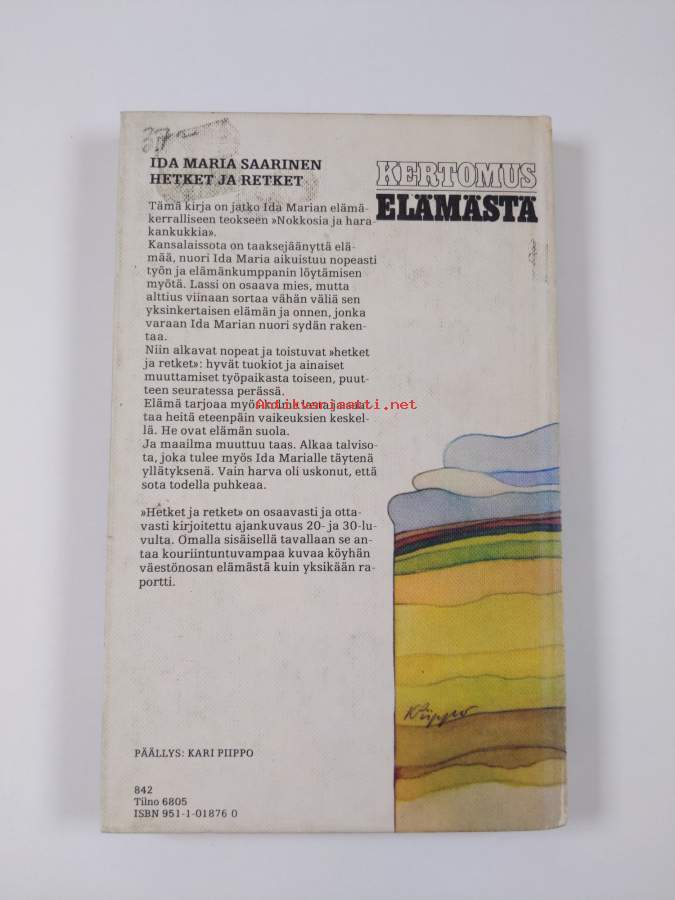 37
IDA MARIA SAARINEN
HETKET JA RETKET
KERTOMUS
ELÄMÄSTÄ
Tämä kirja on jatko Ida Marian elämä-
kerralliseen teokseen »Nokkosia ja hara-
kankukkia».
Kansalaissota on taaksejäänyttä elä-
mää, nuori Ida Maria aikuistuu nopeasti
työn ja elämänkumppanin löytämisen
myötä. Lassi on osaava mies, mutta
alttius viinaan sortaa vähän väliä sen
yksinkertaisen elämän ja onnen, jonka
varaan Ida Marian nuori sydän raken-
taa.
Niin alkavat nopeat ja toistuvat »hetket
ja retket»: hyvät tuokiot ja ainaiset
muuttamiset työpaikasta toiseen, puut-
teen seuratessa perässä.
Elämä tarjoaa myös
taa heitä eteenpäin vaikeuksien keskel-
lä. He ovat elämän suola.
Ja maailma muuttuu taas. Alkaa talviso-
ta, joka tulee myös Ida Marialle täytenä
yllätyksenä. Vain harva oli uskonut, että
sota todella puhkeaa.
»Hetket ja retket» on osaavasti ja otta-
vasti kirjoitettu ajankuvaus 20- ja 30-lu-
vulta. Omalla sisäisellä tavallaan se an-
taa kouriintuntuvampaa kuvaa köyhän
väestönosan elämästä kuin yksikään ra-
portti.
KPiippo
PÄÄLLYS: KARI PIIPPO
842
Tilno 6805
ISBN 951-1-01876 0